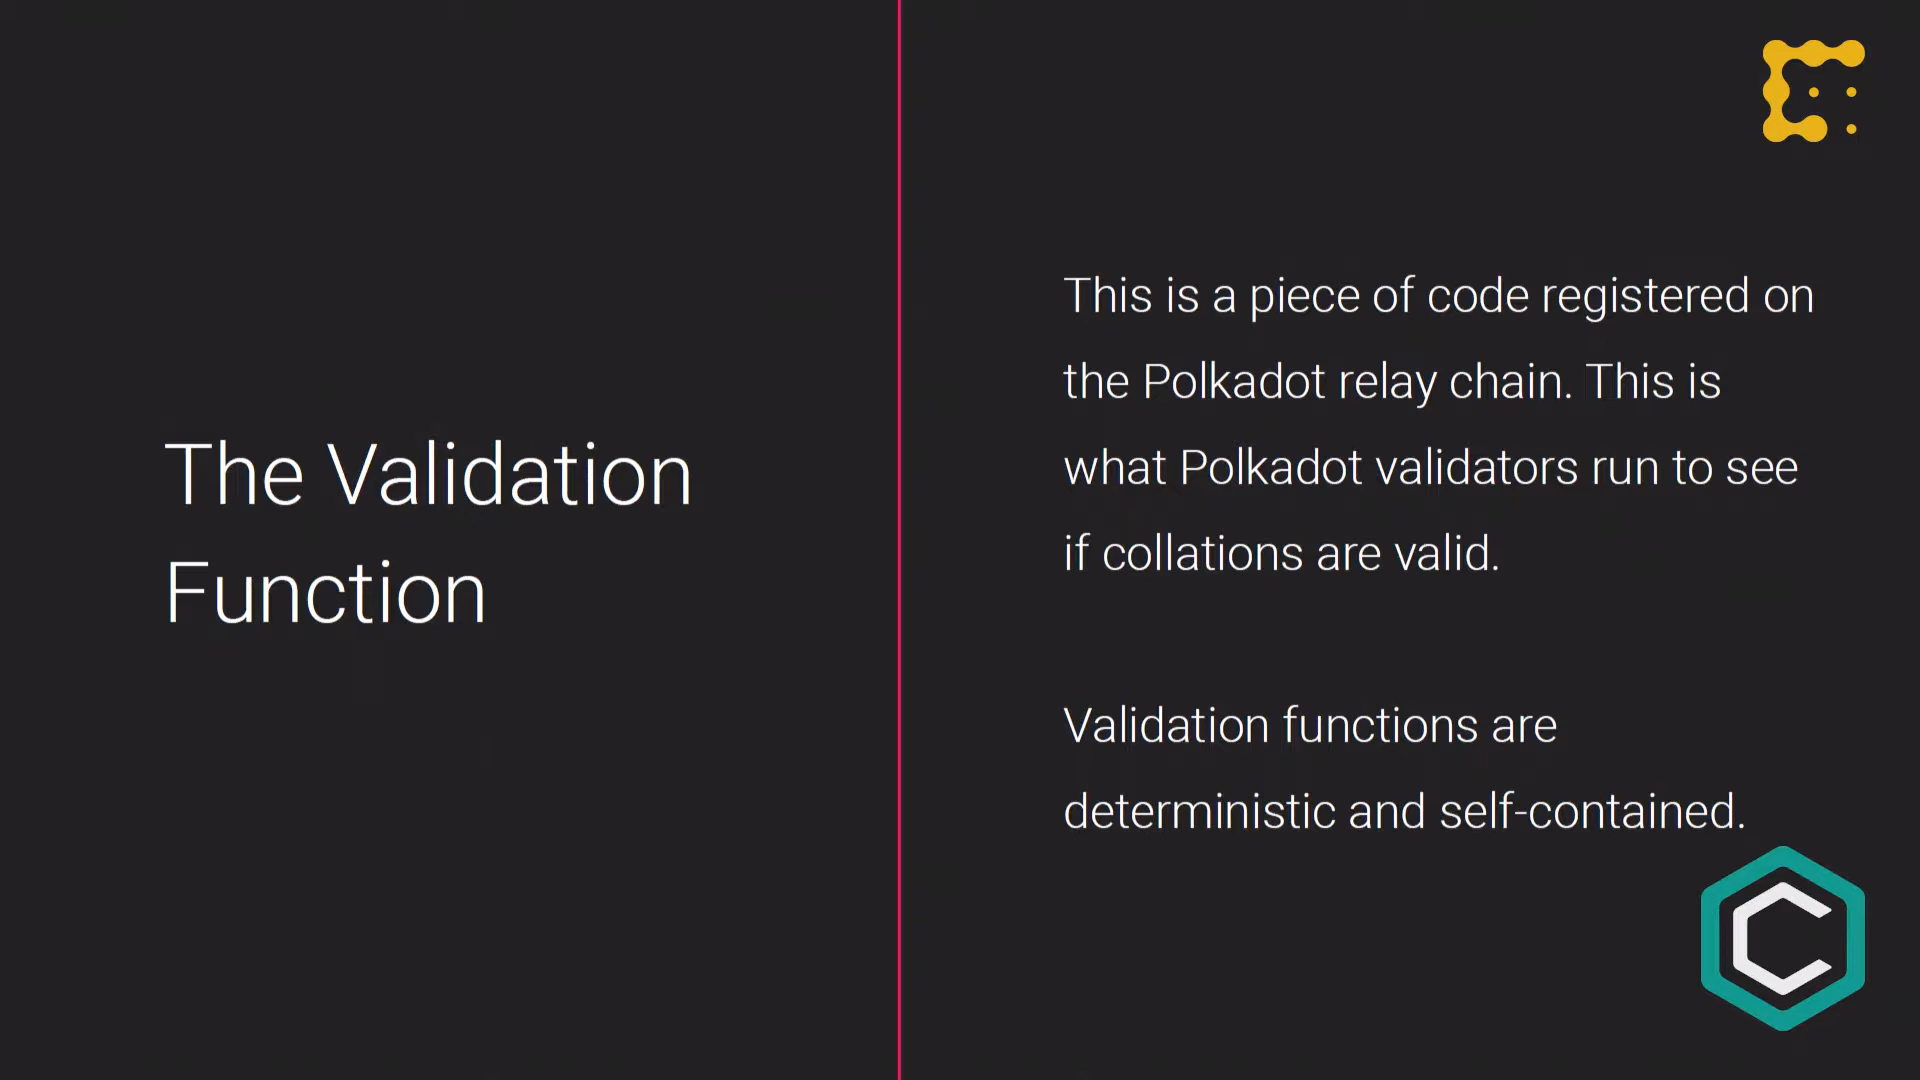 The Validation
Function
This is a piece of code registered on
the Polkadot relay chain. This is
what Polkadot validators run to see
if collations are valid.
Validation functions are
deterministic and self-contained.